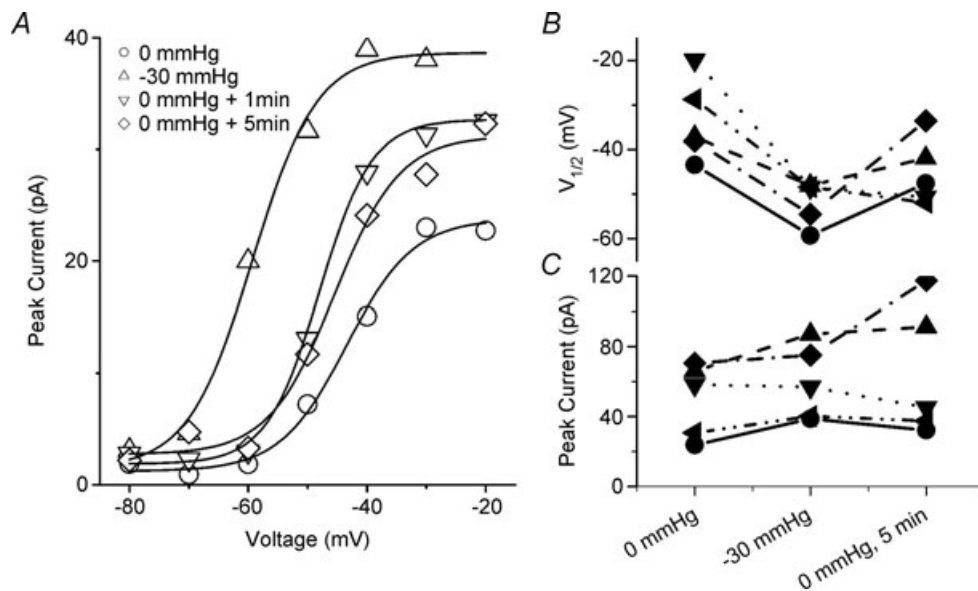 A
40
0 mmHg
-30 mmHg
0 mmHg + 1min
0 mmHg + 5min
20
0
Peak Current (pA)
-80
-60
-40
-20
Voltage (mV)
B
-20
-40
-60
V1/2 (mV)
C
120
80
40
0
Peak Current (pA)
0 mmHg
-30 mmHg
0 mmHg, 5 min